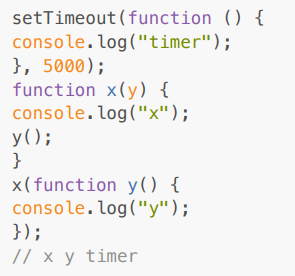 setTimeout(function () {
console.log("timer");
}, 5000);
function x(y) {
console.log("x");
y();
}
x(function y() {
console.log("y");
});
// x y timer